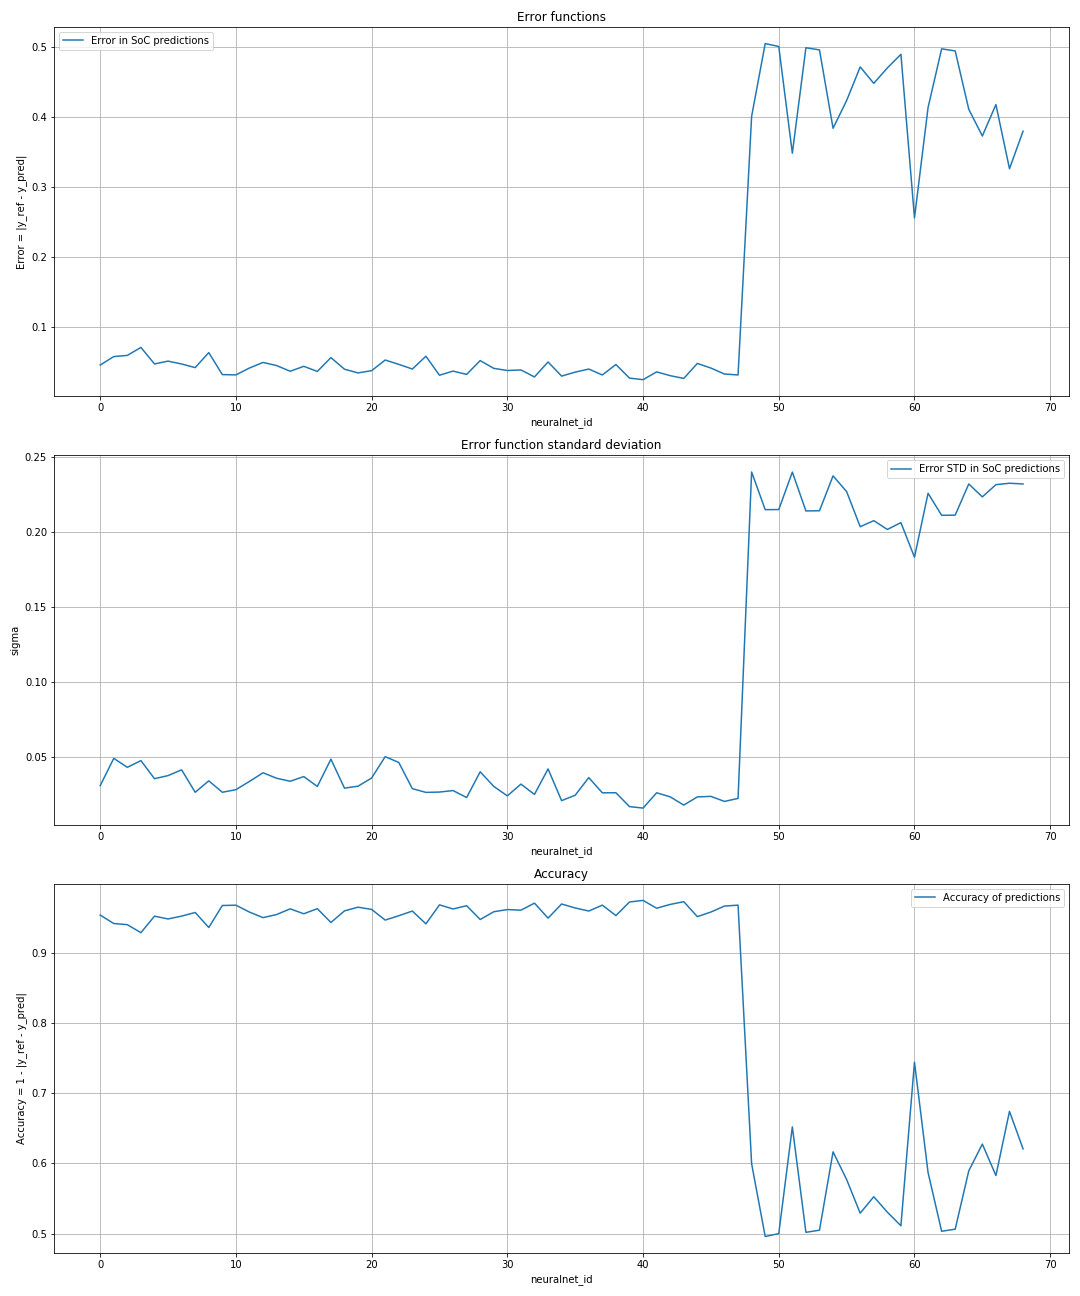 Error functions
Error in SoC predictions
Error = |y_ref - y_pred|
0.5
0.4
0.3
0.2
0.1
0 10 20 30 40 50 60 70
neuralnet_id
Error function standard deviation
Error STD in SoC predictions
sigma
0.25
0.20
0.15
0.10
0.05
0 10 20 30 40 50 60 70
neuralnet_id
Accuracy
Accuracy of predictions
Accuracy = 1 - |y_ref - y_pred|
0.9
0.8
0.7
0.6
0.5
0 10 20 30 40 50 60 70
neuralnet_id